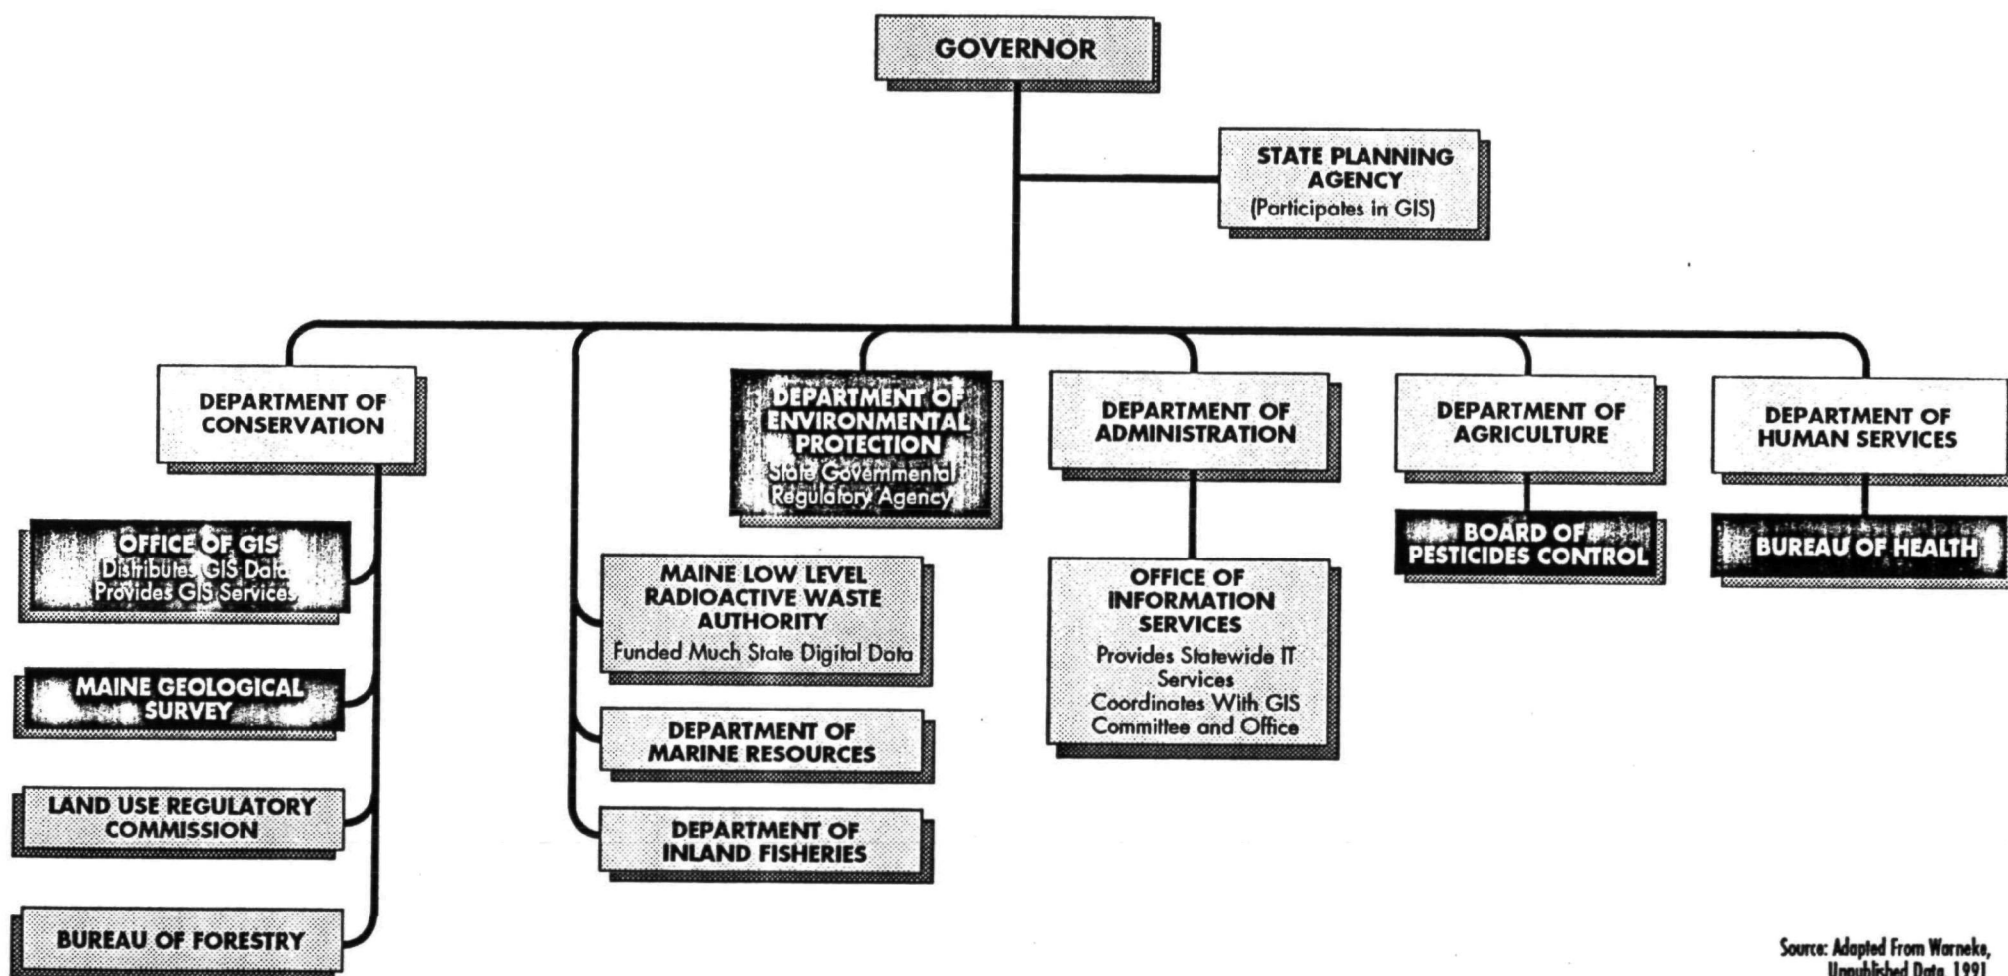 GOVERNOR
STATE PLANNING
AGENCY
(Participates in GIS)
DEPARTMENT OF
CONSERVATION
OFFICE OF GIS
Distributes GIS Data
Provides GIS Services
MAINE GEOLOGICAL
SURVEY
LAND USE REGULATORY
COMMISSION
BUREAU OF FORESTRY
MAINE LOW LEVEL
RADIOACTIVE WASTE
AUTHORITY
Funded Much State Digital Data
DEPARTMENT OF
MARINE RESOURCES
DEPARTMENT OF
INLAND FISHERIES
DEPARTMENT OF
ENVIRONMENTAL
PROTECTION
State Governmental
Regulatory Agency
DEPARTMENT OF
ADMINISTRATION
OFFICE OF
INFORMATION
SERVICES
Provides Statewide IT
Services
Coordinates With GIS
Committee and Office
DEPARTMENT OF
AGRICULTURE
BOARD OF
PESTICIDES CONTROL
DEPARTMENT OF
HUMAN SERVICES
BUREAU OF HEALTH
Source: Adapted From Warneke,
Unpublished Data, 1991